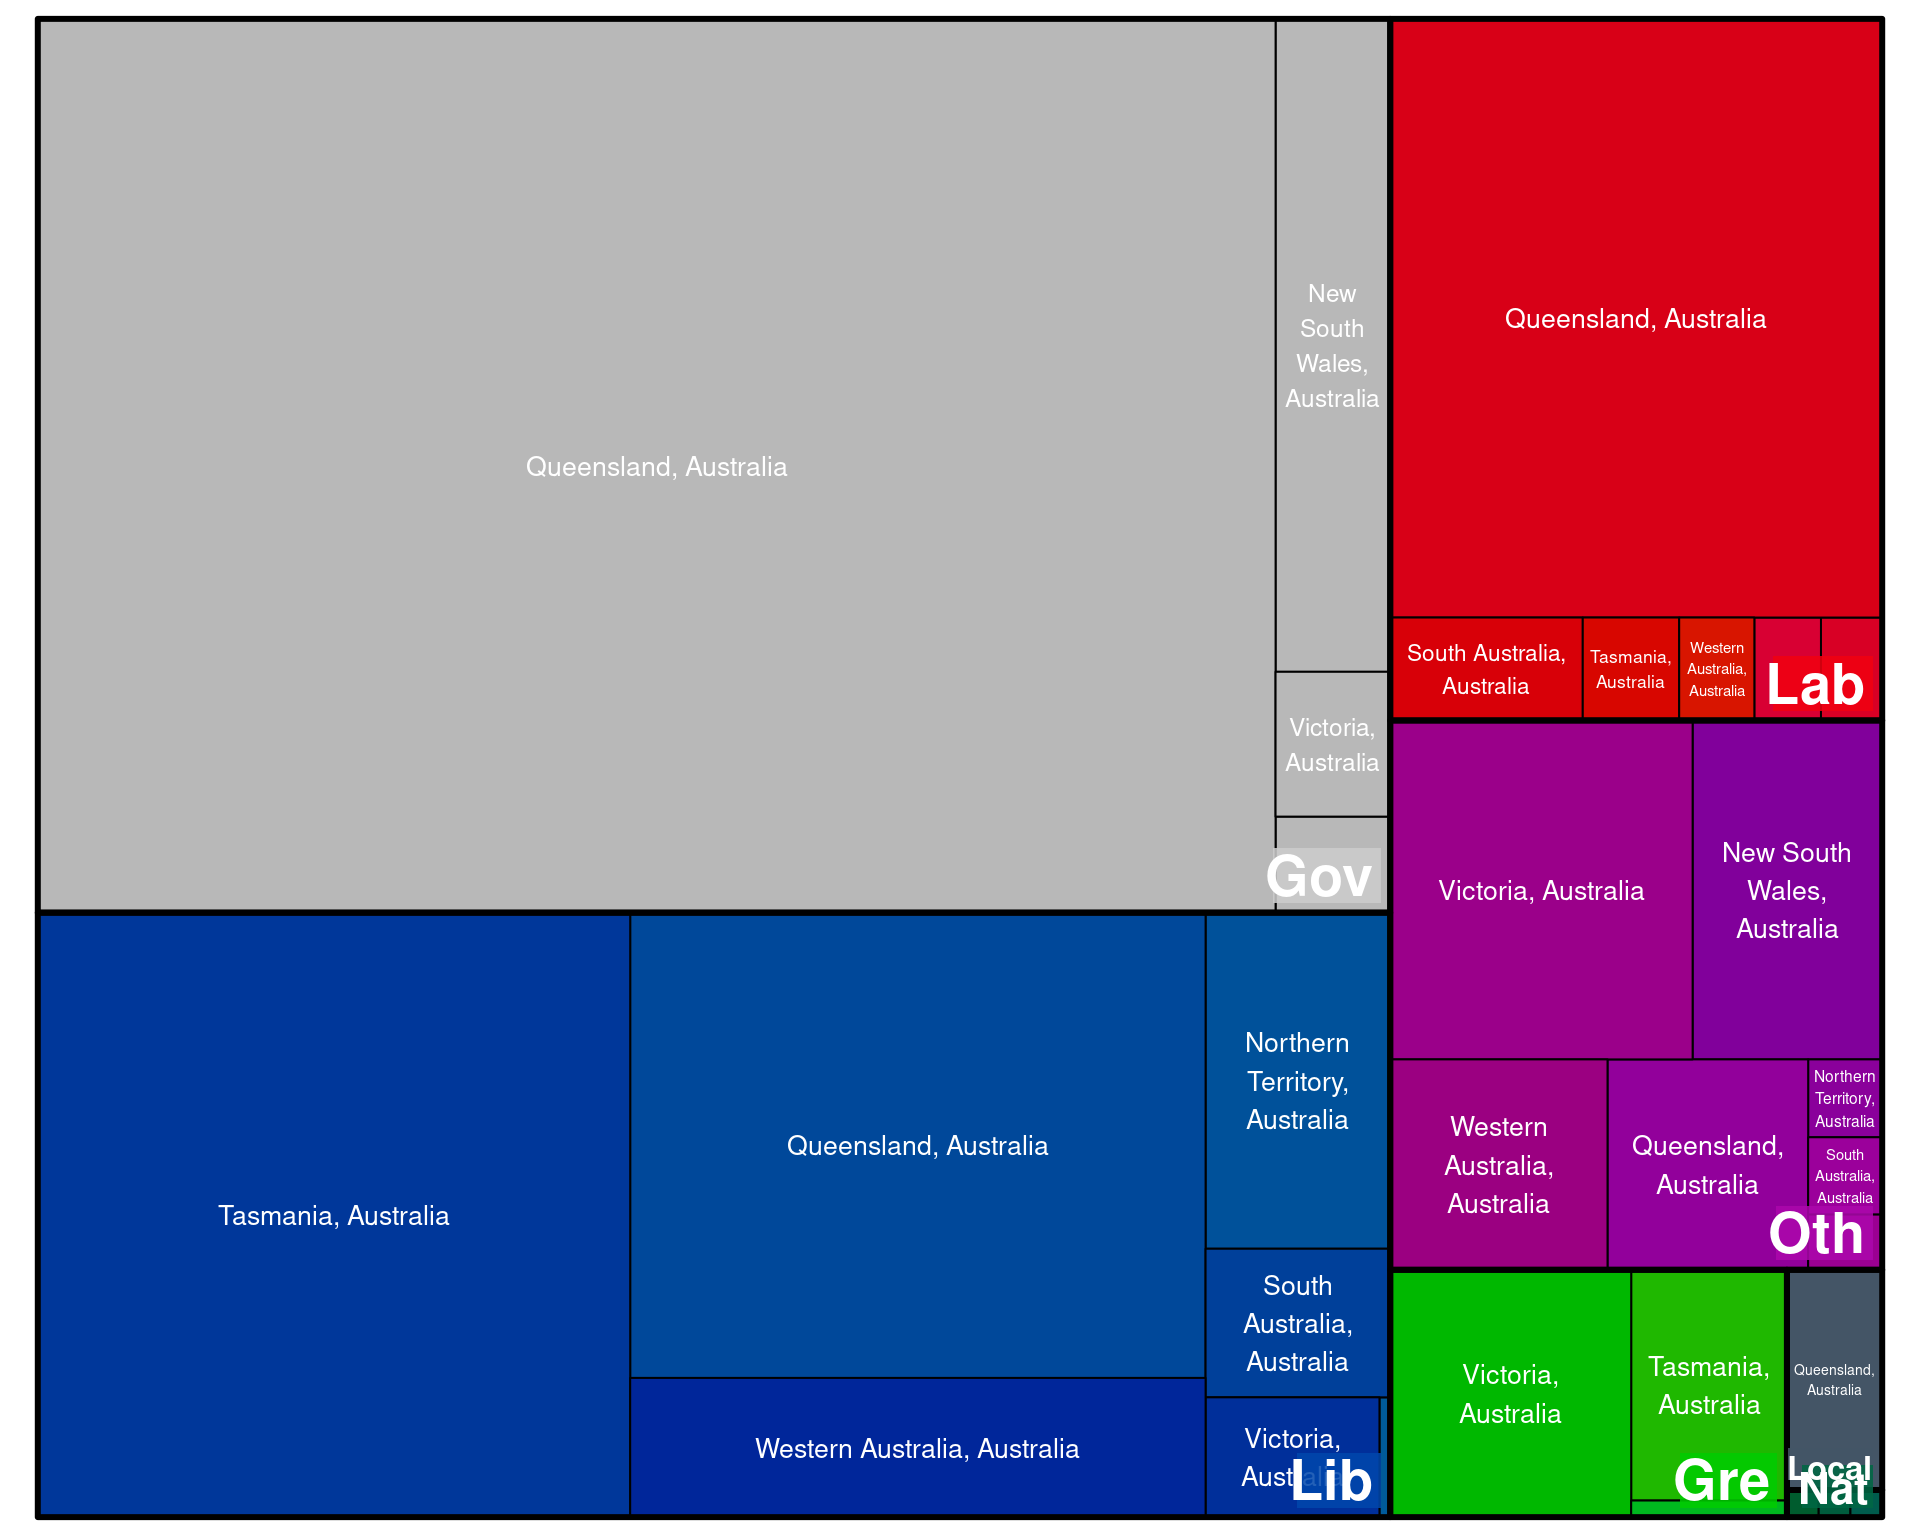 Queensland, Australia
New
South
Wales,
Australia
Victoria,
Australia
Gov
Tasmania, Australia
Queensland, Australia
Western Australia, Australia
Northern
Territory,
Australia
South
Australia,
Australia
Victoria,
Australia
Lib
Queensland, Australia
South Australia,
Australia
Tasmania,
Australia
Western
Australia,
Australia
Lab
Victoria, Australia
New South
Wales,
Australia
Western
Australia,
Australia
Queensland,
Australia
Northern
Territory,
Australia
South
Australia,
Australia
Oth
Victoria,
Australia
Tasmania,
Australia
Gre
Queensland,
Australia
Local
Nat